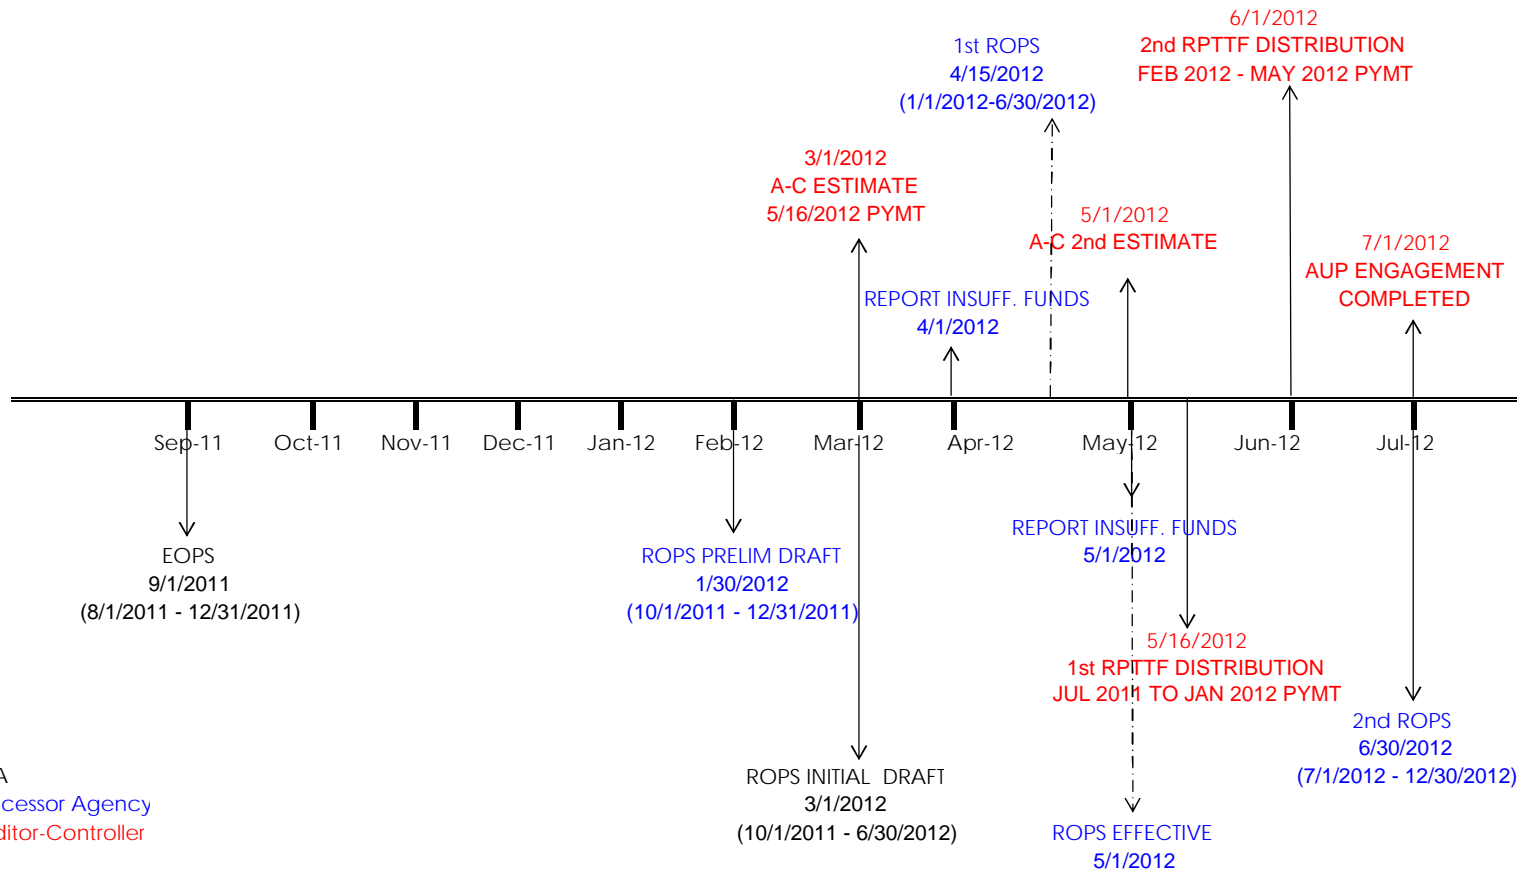 6/1/2012
2nd RPTTF DISTRIBUTION
FEB 2012 - MAY 2012 PYMT
1st ROPS
4/15/2012
(1/1/2012-6/30/2012)
3/1/2012
A-C ESTIMATE
5/16/2012 PYMT
5/1/2012
A-C 2nd ESTIMATE
7/1/2012
AUP ENGAGEMENT
COMPLETED
REPORT INSUFF. FUNDS
4/1/2012
Sep-11 Oct-11 Nov-11 Dec-11 Jan-12 Feb-12 Mar-12 Apr-12 May-12 Jun-12 Jul-12
EOPS
9/1/2011
(8/1/2011 - 12/31/2011)
ROPS PRELIM DRAFT
1/30/2012
(10/1/2011 - 12/31/2011)
REPORT INSUFF. FUNDS
5/1/2012
5/16/2012
1st RPTTF DISTRIBUTION
JUL 2011 TO JAN 2012 PYMT
2nd ROPS
6/30/2012
(7/1/2012 - 12/30/2012)
ROPS INITIAL DRAFT
3/1/2012
(10/1/2011 - 6/30/2012)
ROPS EFFECTIVE
5/1/2012
A
cessor Agency
ditor-Controller